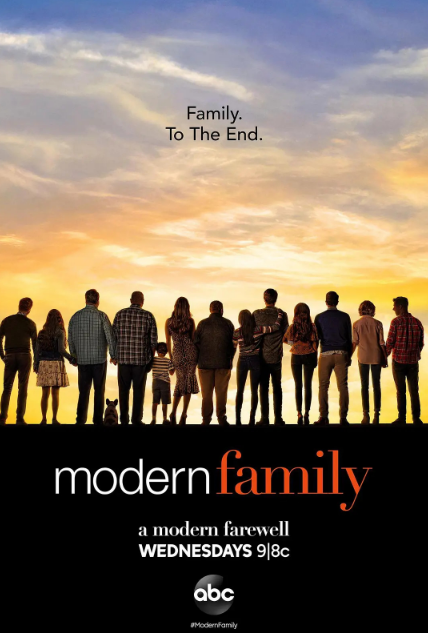 Family.
To The End.
modern family
a modern farewell
WEDNESDAYS 9|8c
abc
#ModernFamily